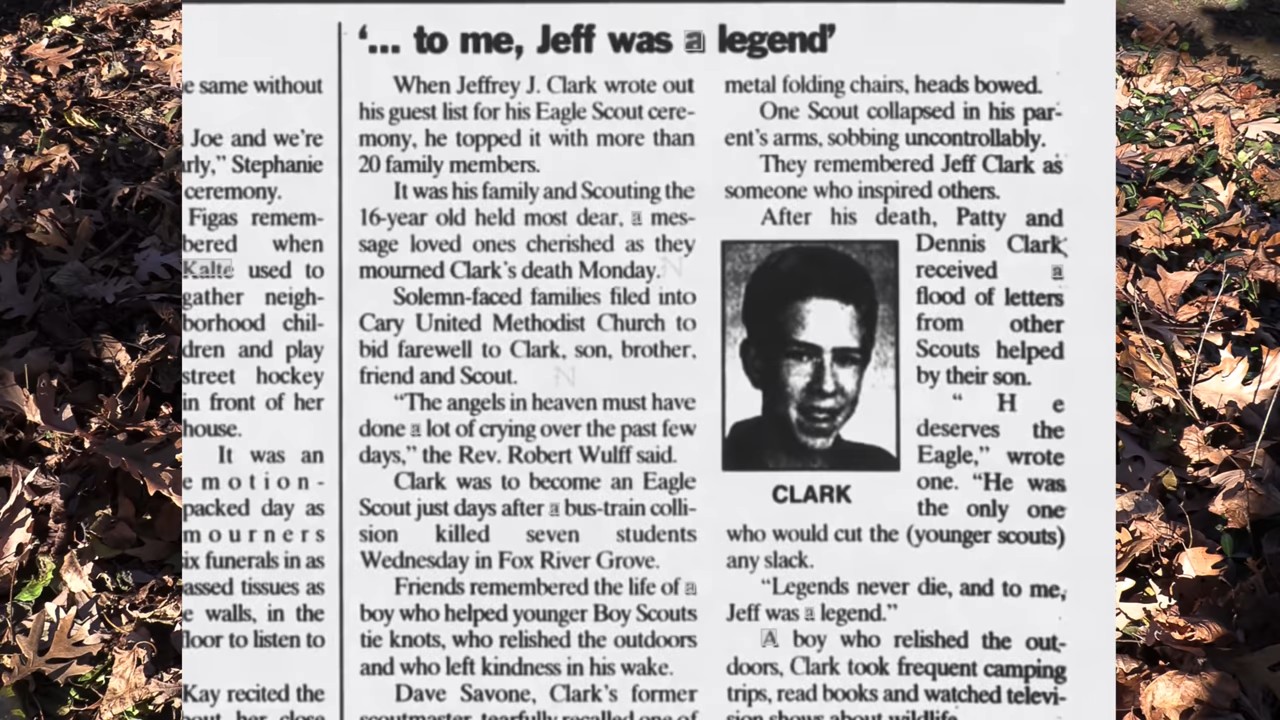 '... to me, Jeff was a legend'
e same without
Joe and we're
rly," Stephanie
ceremony.
Figas remem-
bered when
Kalte used to
gather neigh-
borhood chil-
dren and play
street hockey
in front of her
house.
It was an
emotion-
packed day as
mourners
ix funerals in as
assed tissues as
e walls, in the
loor to listen to
Kay recited the
out her close
When Jeffrey J. Clark wrote out
his guest list for his Eagle Scout cere-
mony, he topped it with more than
20 family members.
It was his family and Scouting the
16-year old held most dear, a mes-
sage loved ones cherished as they
mourned Clark's death Monday.
Solemn-faced families filed into
Cary United Methodist Church to
bid farewell to Clark, son, brother,
friend and Scout.
"The angels in heaven must have
done a lot of crying over the past few
days," the Rev. Robert Wulff said.
Clark was to become an Eagle
Scout just days after a bus-train colli-
sion killed seven students
Wednesday in Fox River Grove.
Friends remembered the life of a
boy who helped younger Boy Scouts
tie knots, who relished the outdoors
and who left kindness in his wake.
Dave Savone, Clark's former
scoutmaster, tearfully recalled one of
metal folding chairs, heads bowed.
One Scout collapsed in his par-
ent's arms, sobbing uncontrollably.
They remembered Jeff Clark as
someone who inspired others.
After his death, Patty and
Dennis Clark
received a
flood of letters
from other
Scouts helped
by their son.
"He
deserves the
Eagle," wrote
one. "He was
the only one
CLARK
who would cut the (younger scouts)
any slack.
"Legends never die, and to me,
Jeff was a legend."
A boy who relished the out-
doors, Clark took frequent camping
trips, read books and watched televi-
sion shows about wildlife.